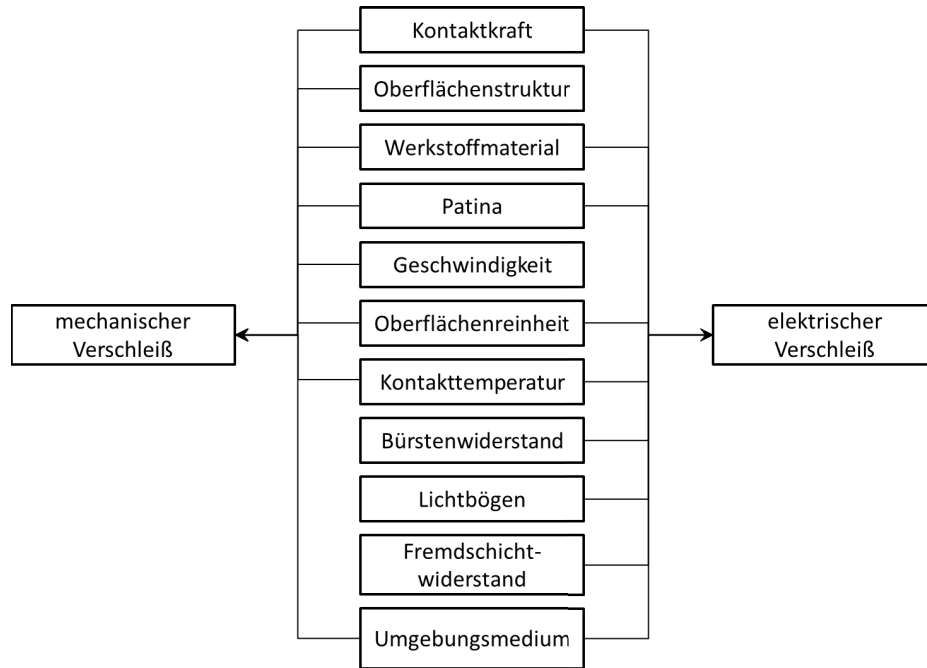 Kontaktkraft
Oberflächenstruktur
Werkstoffmaterial
Patina
Geschwindigkeit
mechanischer
Verschleiß
Oberflächenreinheit
elektrischer
Verschleiß
Kontakttemperatur
Bürstenwiderstand
Lichtbögen
Fremdschicht-
widerstand
Umgebungsmedium